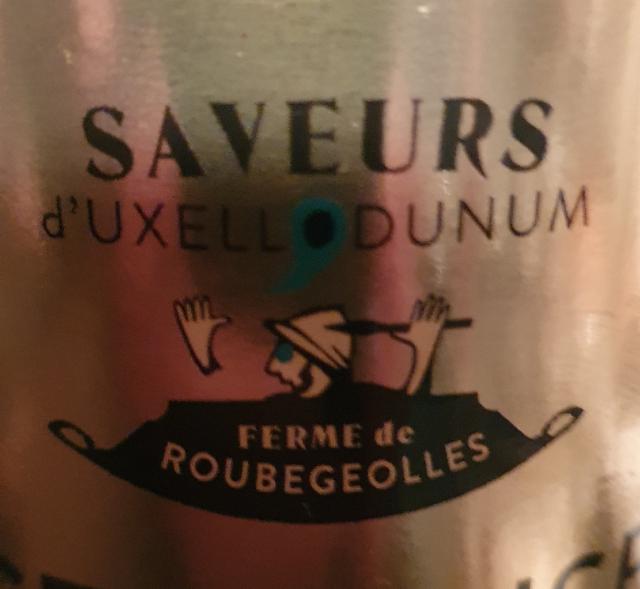 SAVEURS
d'UXELLODUNUM
FERME de
ROUBEGEOLLES